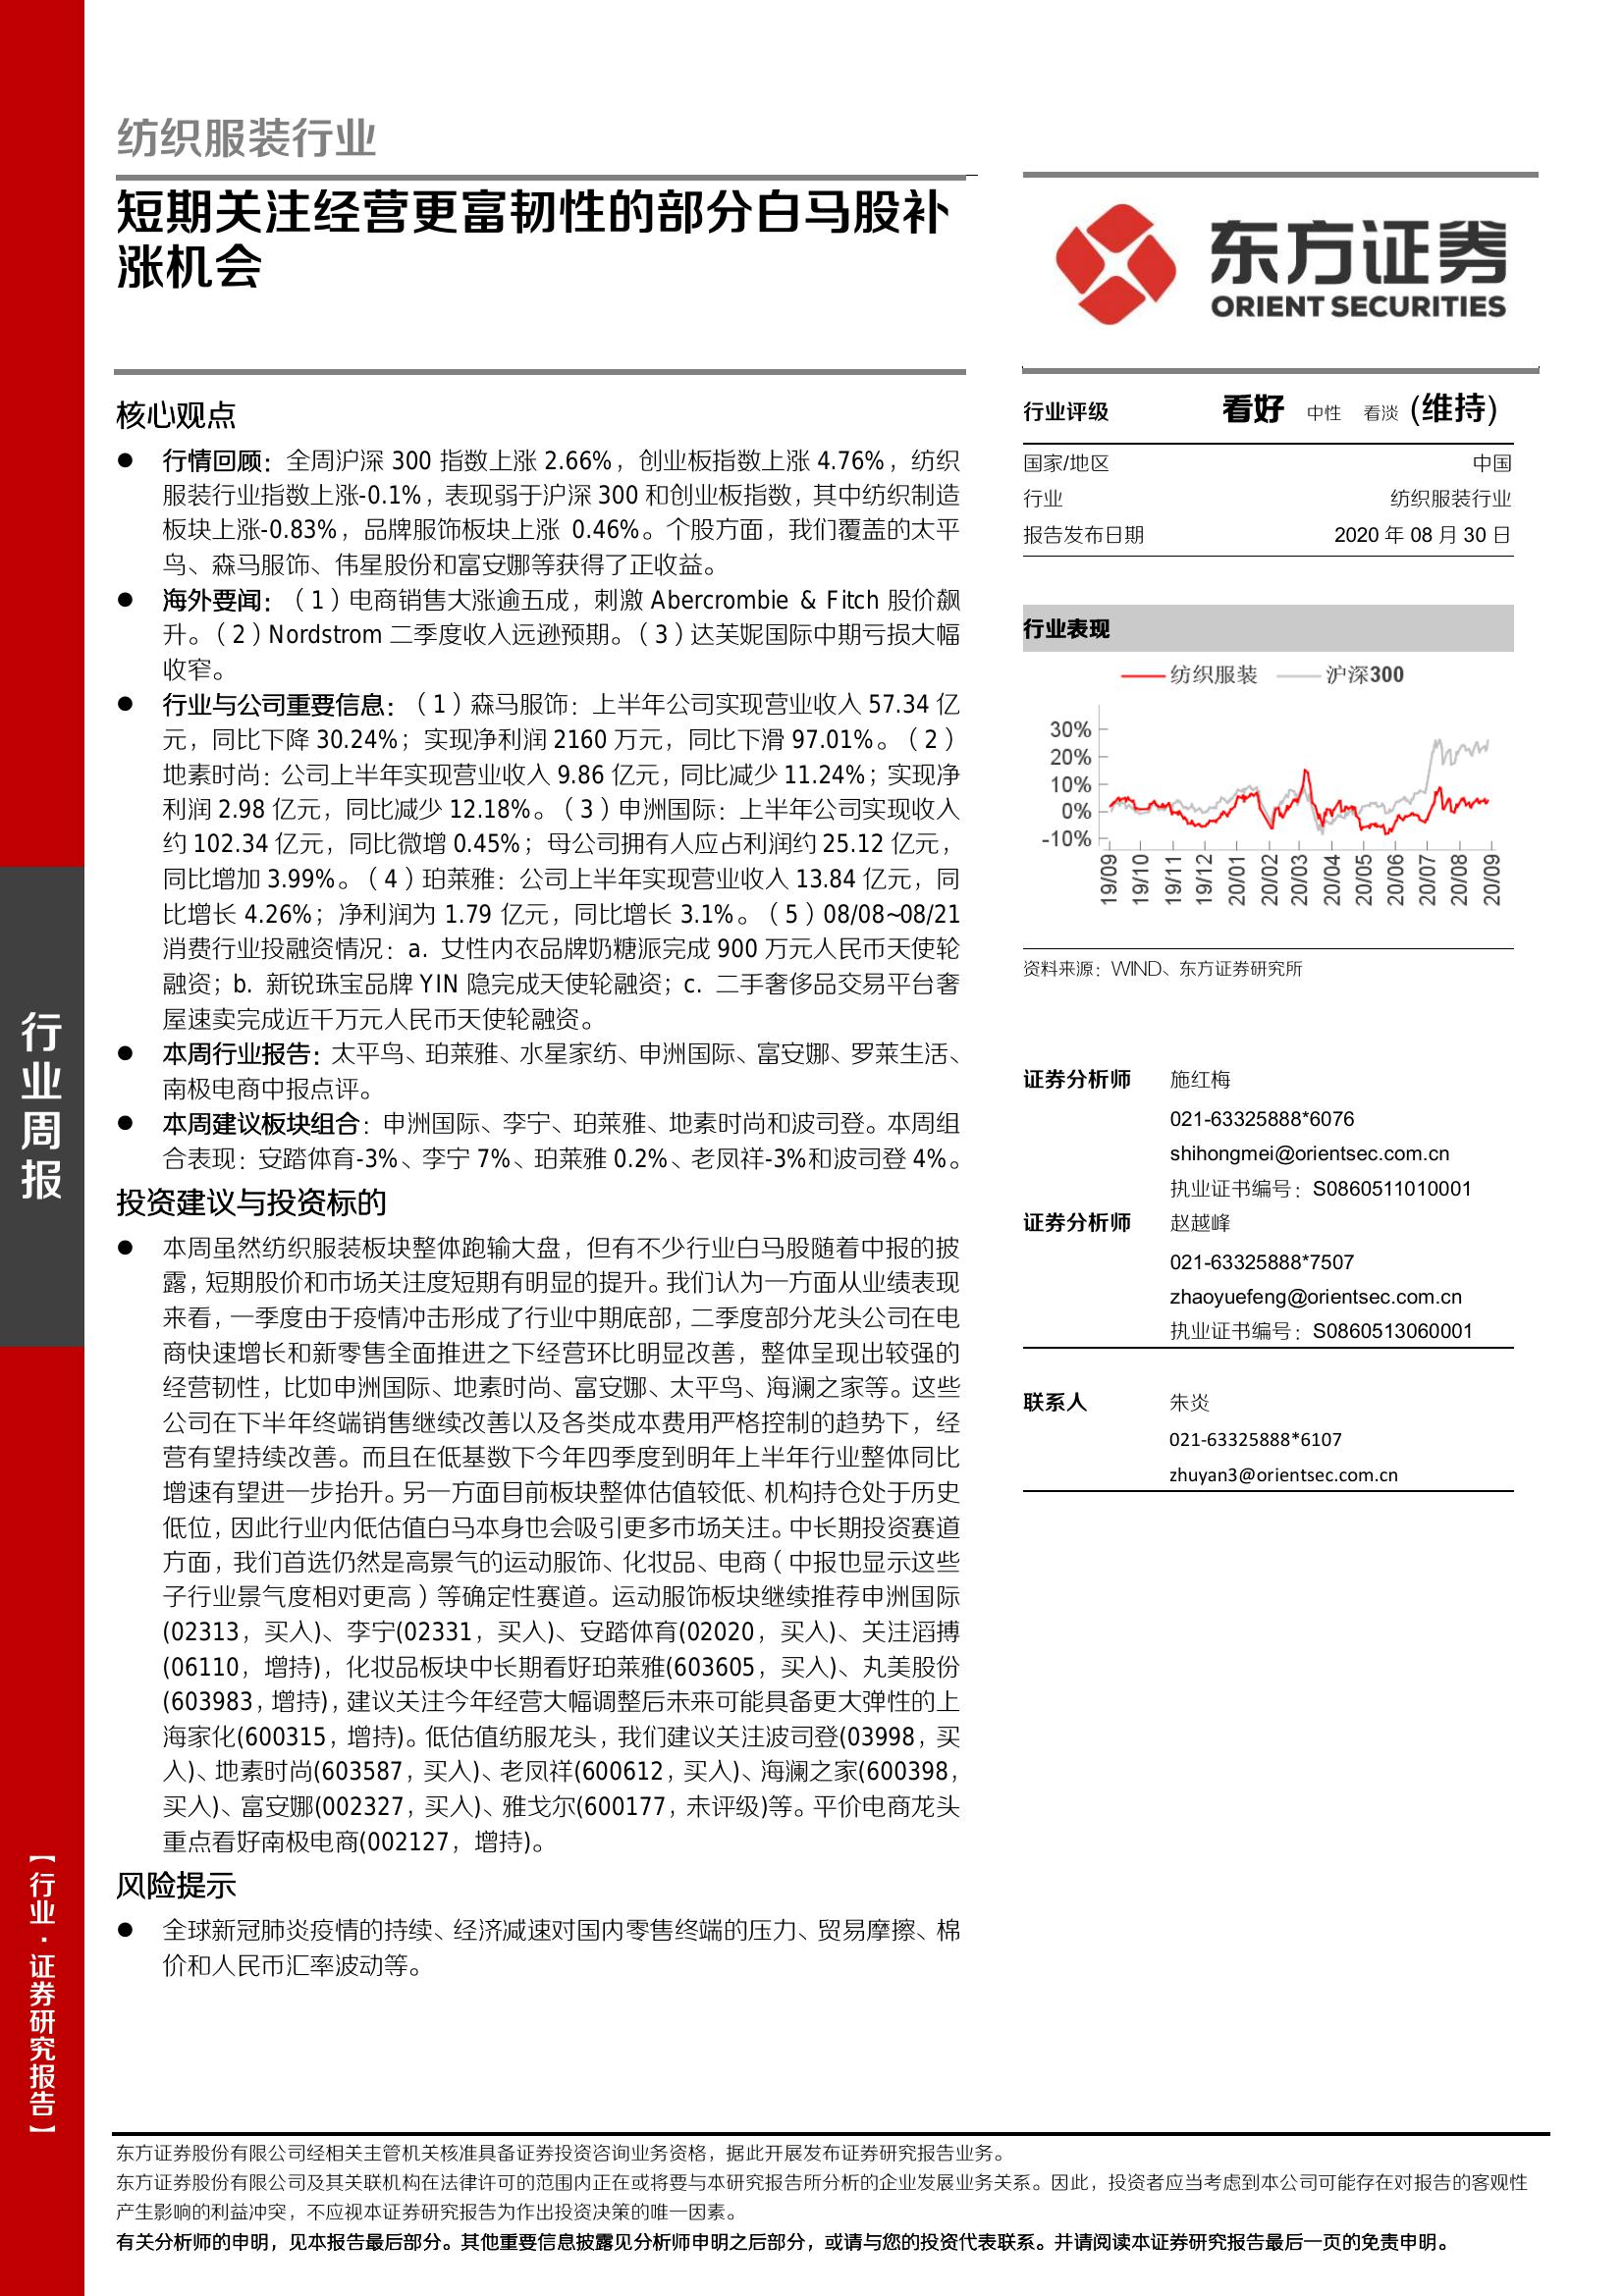 纺织服装行业
短期关注经营更富韧性的部分白马股补
涨机会
东方证券
ORIENT SECURITIES
核心观点
● 行情回顾：全周沪深 300 指数上涨 2.66%，创业板指数上涨 4.76%，纺织
服装行业指数上涨-0.1%，表现弱于沪深 300 和创业板指数，其中纺织制造
板块上涨-0.83%，品牌服饰板块上涨 0.46%。个股方面，我们覆盖的太平
鸟、森马服饰、伟星股份和富安娜等获得了正收益。
● 海外要闻：（1）电商销售大涨逾五成，刺激 Abercrombie & Fitch 股价飙
升。（2）Nordstrom 二季度收入远逊预期。（3）达芙妮国际中期亏损大幅
收窄。
● 行业与公司重要信息：（1）森马服饰：上半年公司实现营业收入 57.34 亿
元，同比下降 30.24%；实现净利润 2160 万元，同比下滑 97.01%。（2）
地素时尚：公司上半年实现营业收入 9.86 亿元，同比减少 11.24%；实现净
利润 2.98 亿元，同比减少 12.18%。（3）申洲国际：上半年公司实现收入
约 102.34 亿元，同比微增 0.45%；母公司拥有人应占利润约 25.12 亿元，
同比增加 3.99%。（4）珀莱雅：公司上半年实现营业收入 13.84 亿元，同
比增长 4.26%；净利润为 1.79 亿元，同比增长 3.1%。（5）08/08~08/21
消费行业投融资情况：a. 女性内衣品牌奶糖派完成 900 万元人民币天使轮
融资；b. 新锐珠宝品牌 YIN 隐完成天使轮融资；c. 二手奢侈品交易平台奢
屋速卖完成近千万元人民币天使轮融资。
● 本周行业报告：太平鸟、珀莱雅、水星家纺、申洲国际、富安娜、罗莱生活、
南极电商中报点评。
● 本周建议板块组合：申洲国际、李宁、珀莱雅、地素时尚和波司登。本周组
合表现：安踏体育-3%、李宁 7%、珀莱雅 0.2%、老凤祥-3%和波司登 4%。
投资建议与投资标的
● 本周虽然纺织服装板块整体跑输大盘，但有不少行业白马股随着中报的披
露，短期股价和市场关注度短期有明显的提升。我们认为一方面从业绩表现
来看，一季度由于疫情冲击形成了行业中期底部，二季度部分龙头公司在电
商快速增长和新零售全面推进之下经营环比明显改善，整体呈现出较强的
经营韧性，比如申洲国际、地素时尚、富安娜、太平鸟、海澜之家等。这些
公司在下半年终端销售继续改善以及各类成本费用严格控制的趋势下，经
营有望持续改善。而且在低基数下今年四季度到明年上半年行业整体同比
增速有望进一步抬升。另一方面目前板块整体估值较低、机构持仓处于历史
低位，因此行业内低估值白马本身也会吸引更多市场关注。中长期投资赛道
方面，我们首选仍然是高景气的运动服饰、化妆品、电商（中报也显示这些
子行业景气度相对更高）等确定性赛道。运动服饰板块继续推荐申洲国际
(02313，买入)、李宁(02331，买入)、安踏体育(02020，买入)、关注滔搏
(06110，增持)，化妆品板块中长期看好珀莱雅(603605，买入)、丸美股份
(603983，增持)，建议关注今年经营大幅调整后未来可能具备更大弹性的上
海家化(600315，增持)。低估值纺服龙头，我们建议关注波司登(03998，买
入)、地素时尚(603587，买入)、老凤祥(600612，买入)、海澜之家(600398，
买入)、富安娜(002327，买入)、雅戈尔(600177，未评级)等。平价电商龙头
重点看好南极电商(002127，增持)。
风险提示
● 全球新冠肺炎疫情的持续、经济减速对国内零售终端的压力、贸易摩擦、棉
价和人民币汇率波动等。
行业评级 看好 中性 看淡 (维持)
国家/地区 中国
行业 纺织服装行业
报告发布日期 2020 年 08 月 30 日
行业表现
纺织服装 沪深300
30%
20%
10%
0%
-10%
19/09 19/10 19/11 19/12 20/01 20/02 20/03 20/04 20/05 20/06 20/07 20/08 20/09
资料来源：WIND、东方证券研究所
证券分析师 施红梅
021-63325888*6076
shihongmei@orientsec.com.cn
执业证书编号：S0860511010001
证券分析师 赵越峰
021-63325888*7507
zhaoyuefeng@orientsec.com.cn
执业证书编号：S0860513060001
联系人 朱炎
021-63325888*6107
zhuyan3@orientsec.com.cn
行业周报
【行业·证券研究报告】
东方证券股份有限公司经相关主管机关核准具备证券投资咨询业务资格，据此开展发布证券研究报告业务。
东方证券股份有限公司及其关联机构在法律许可的范围内正在或将要与本研究报告所分析的企业发展业务关系。因此，投资者应当考虑到本公司可能存在对报告的客观性
产生影响的利益冲突，不应视本证券研究报告为作出投资决策的唯一因素。
有关分析师的申明，见本报告最后部分。其他重要信息披露见分析师申明之后部分，或请与您的投资代表联系。并请阅读本证券研究报告最后一页的免责申明。